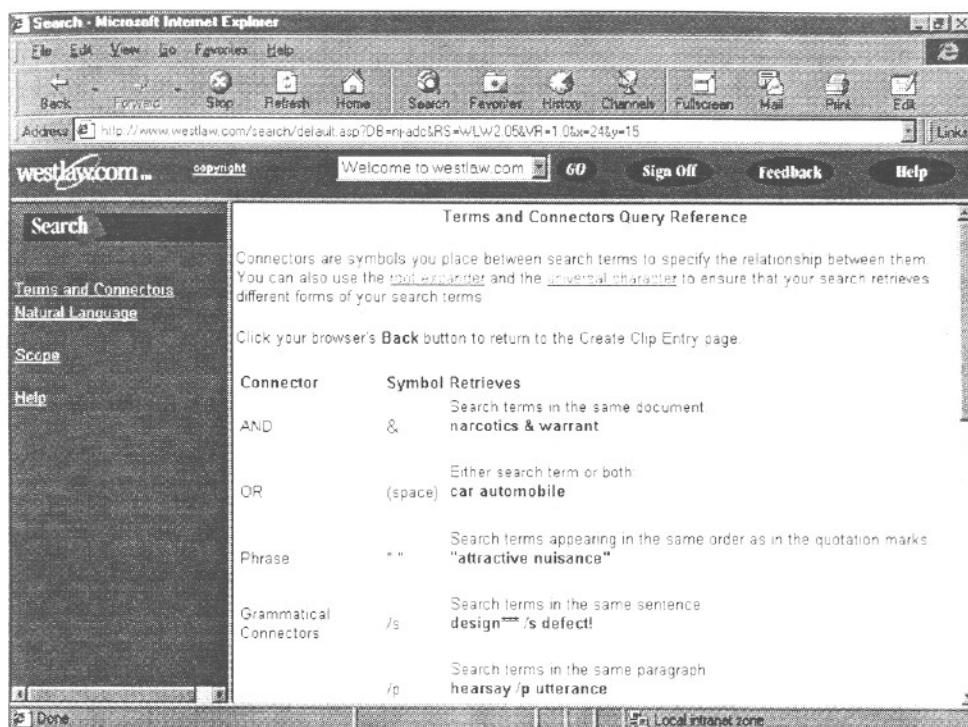 Search - Microsoft Internet Explorer
File Edit View Go Favorites Help
Back Forward Stop Refresh Home Search Favorites History Channels Fullscreen Mail Print Edit
Address http://www.westlaw.com/search/default.asp?DB=nj-adc&RS=WLW2.05&VR=1.0&x=24&y=15 Links
westlaw.com copyright Welcome to westlaw.com GO Sign Off Feedback Help
Search
Terms and Connectors
Natural Language
Scope
Help
Terms and Connectors Query Reference
Connectors are symbols you place between search terms to specify the relationship between them.
You can also use the root expander and the universal character to ensure that your search retrieves
different forms of your search terms
Click your browser's Back button to return to the Create Clip Entry page.
Connector Symbol Retrieves
Search terms in the same document:
AND & narcotics & warrant
Either search term or both:
OR (space) car automobile
Search terms appearing in the same order as in the quotation marks:
Phrase " " "attractive nuisance"
Search terms in the same sentence
Grammatical
Connectors /s design*** /s defect!
Search terms in the same paragraph
/p hearsay /p utterance
Done Local intranet zone